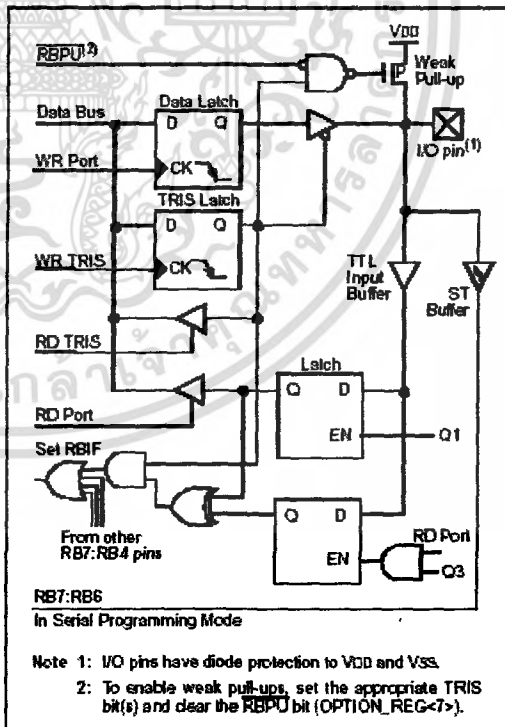 RBPU(2)
VDD
Weak
Pull-up
Data Bus
Data Latch
D Q
WR Port
CK
I/O pin(1)
TRIS Latch
D Q
WR TRIS
CK
TTL
Input
Buffer
ST
Buffer
RD TRIS
Latch
Q D
RD Port
EN
Q1
Set RBIF
Q D
RD Port
EN
Q3
From other
RB7:RB4 pins
RB7:RB6
In Serial Programming Mode
Note 1: I/O pins have diode protection to VDD and VSS.
2: To enable weak pull-ups, set the appropriate TRIS
bit(s) and clear the RBPU bit (OPTION_REG<7>).